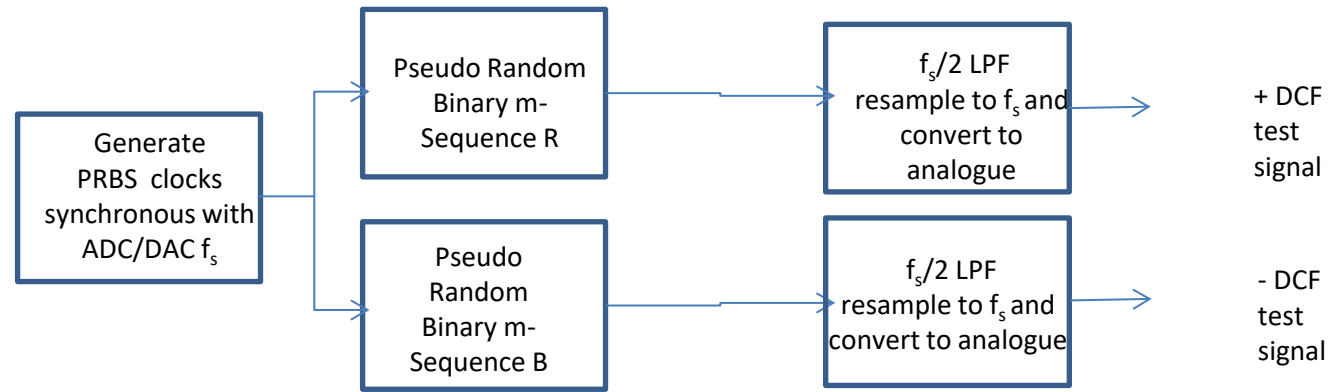 Generate
PRBS clocks
synchronous with
ADC/DAC fs
Pseudo Random
Binary m-
Sequence R
fs/2 LPF
resample to fs and
convert to
analogue
+ DCF
test
signal
Pseudo
Random
Binary m-
Sequence B
fs/2 LPF
resample to fs and
convert to analogue
- DCF
test
signal